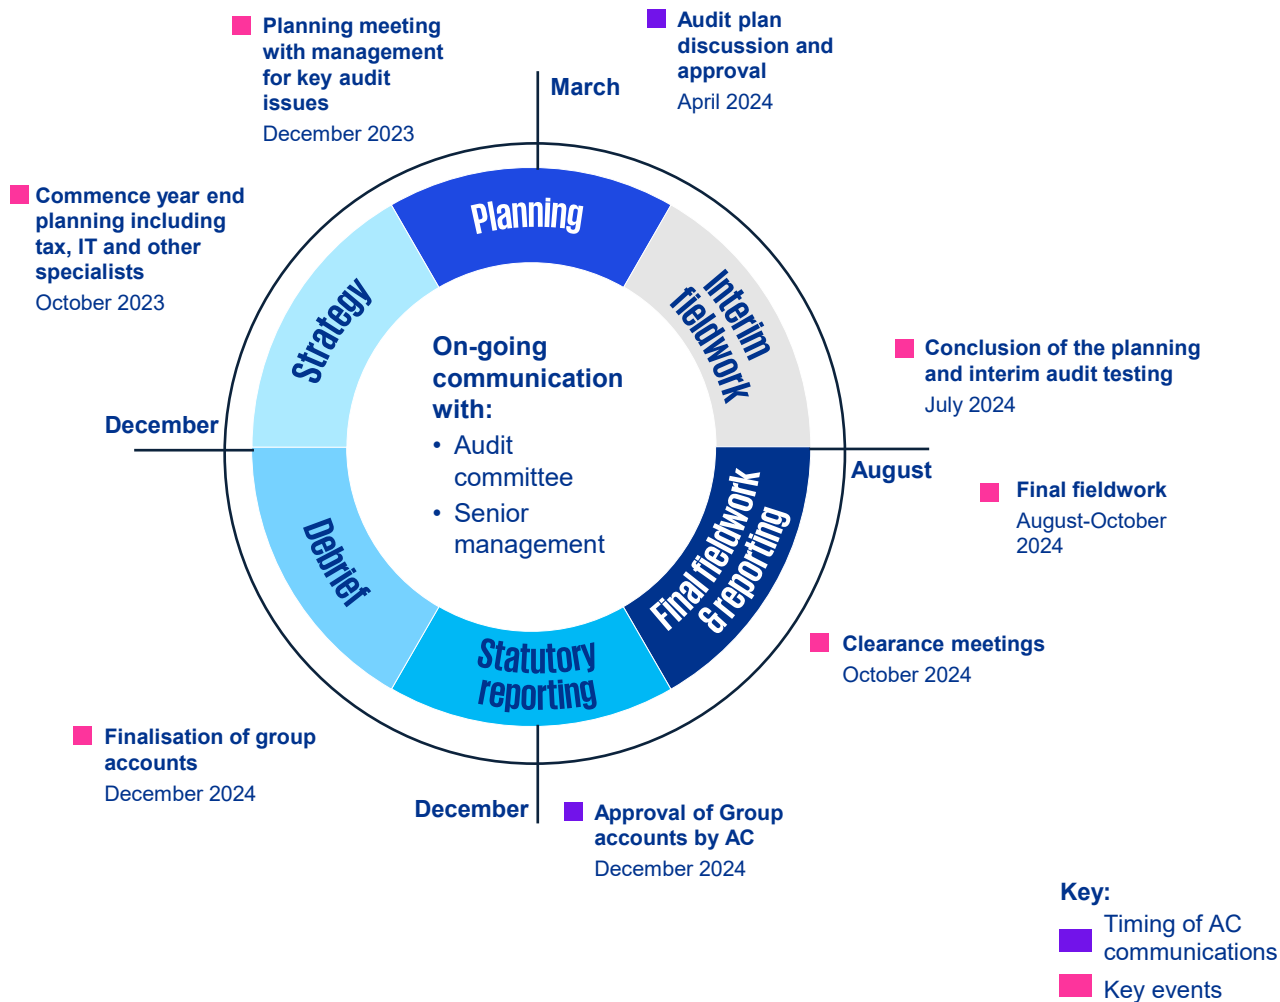 Planning meeting
with management
for key audit
issues
December 2023
Audit plan
discussion and
approval
April 2024
March
Commence year end
planning including
tax, IT and other
specialists
October 2023
Planning
Strategy
Interim
fieldwork
On-going
communication
with:
• Audit
committee
• Senior
management
Conclusion of the planning
and interim audit testing
July 2024
December
August
Final fieldwork
August-October
2024
Final fieldwork
& reporting
Debrief
Statutory
reporting
Clearance meetings
October 2024
Finalisation of group
accounts
December 2024
December
Approval of Group
accounts by AC
December 2024
Key:
Timing of AC
communications
Key events